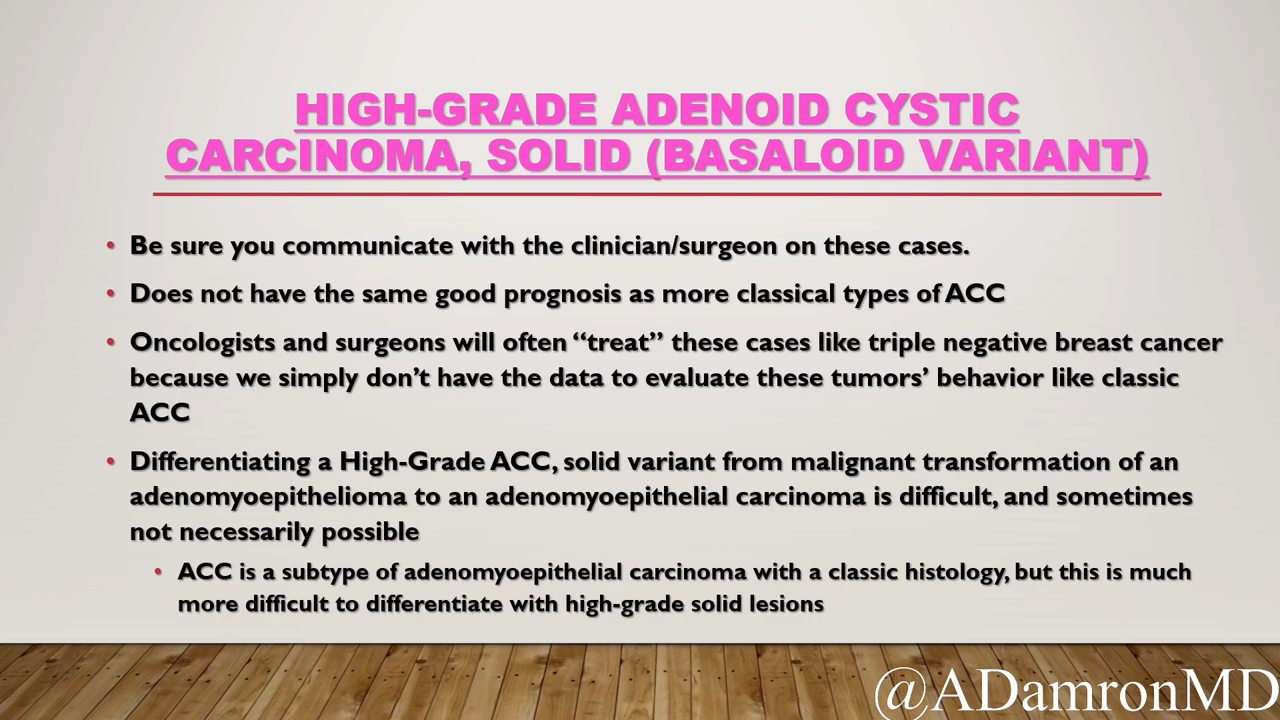 HIGH-GRADE ADENOID CYSTIC
CARCINOMA, SOLID (BASALOID VARIANT)
• Be sure you communicate with the clinician/surgeon on these cases.
• Does not have the same good prognosis as more classical types of ACC
• Oncologists and surgeons will often “treat” these cases like triple negative breast cancer
because we simply don’t have the data to evaluate these tumors’ behavior like classic
ACC
• Differentiating a High-Grade ACC, solid variant from malignant transformation of an
adenomyoepithelioma to an adenomyoepithelial carcinoma is difficult, and sometimes
not necessarily possible
• ACC is a subtype of adenomyoepithelial carcinoma with a classic histology, but this is much
more difficult to differentiate with high-grade solid lesions
@ADamronMD